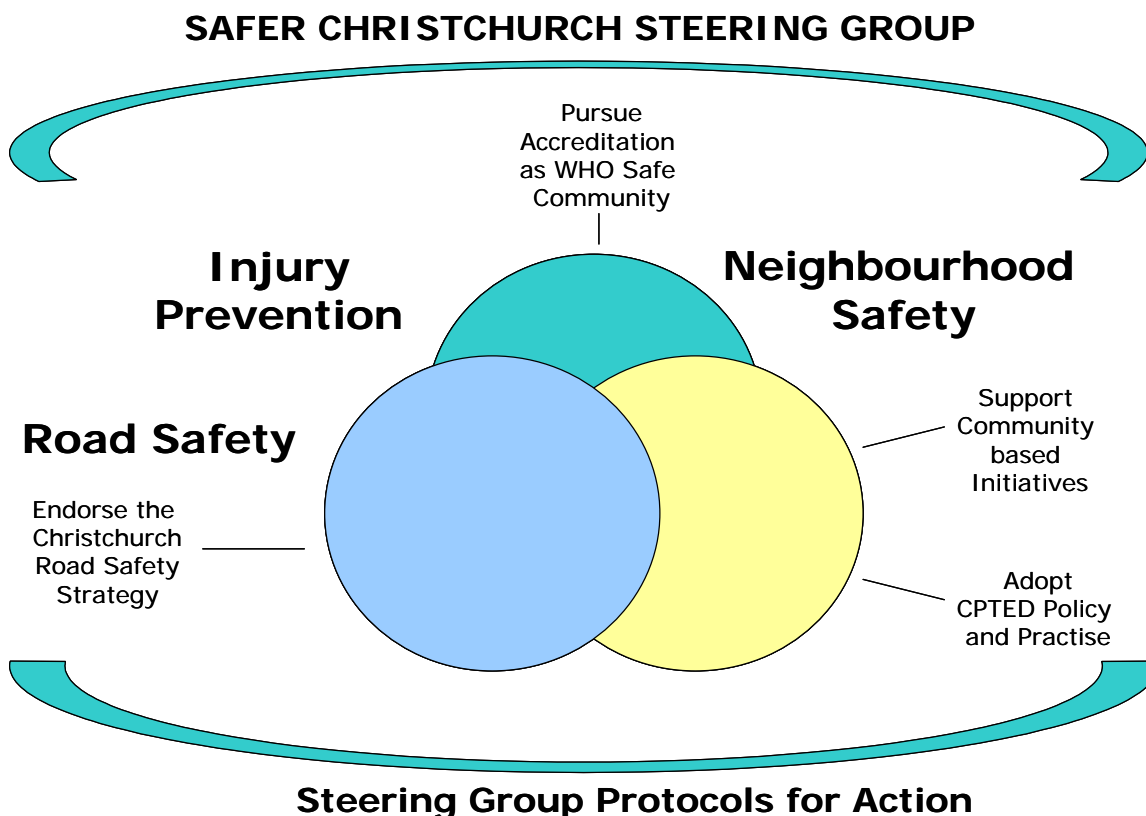 SAFER CHRISTCHURCH STEERING GROUP
Pursue
Accreditation
as WHO Safe
Community
Injury
Prevention
Neighbourhood
Safety
Road Safety
Endorse the
Christchurch
Road Safety
Strategy
Support
Community
based
Initiatives
Adopt
CPTED Policy
and Practise
Steering Group Protocols for Action